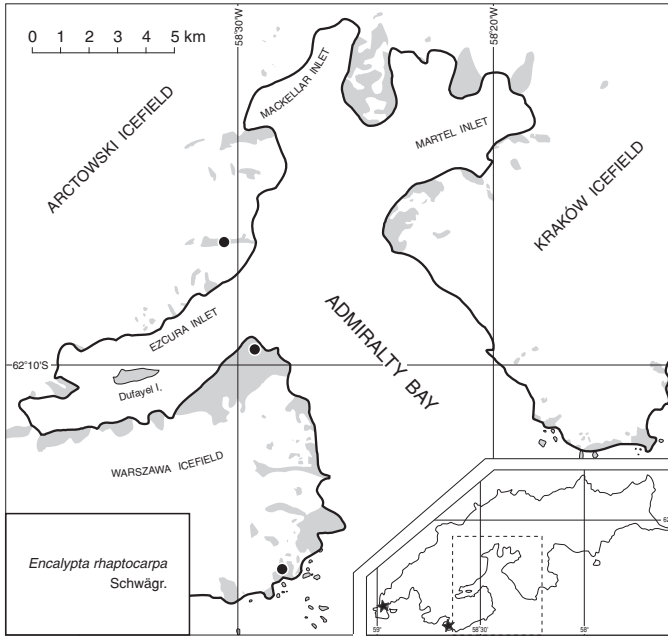 0 1 2 3 4 5 km
58°30'W
58°20'W
MACKELLAR INLET
MARTEL INLET
ARCTOWSKI ICEFIELD
KRAKÓW ICEFIELD
EZCURA INLET
ADMIRALTY BAY
62°10'S
Dufayel I.
WARSZAWA ICEFIELD
Encalypta rhaptocarpa
Schwägr.
62
59°
58°30
58°